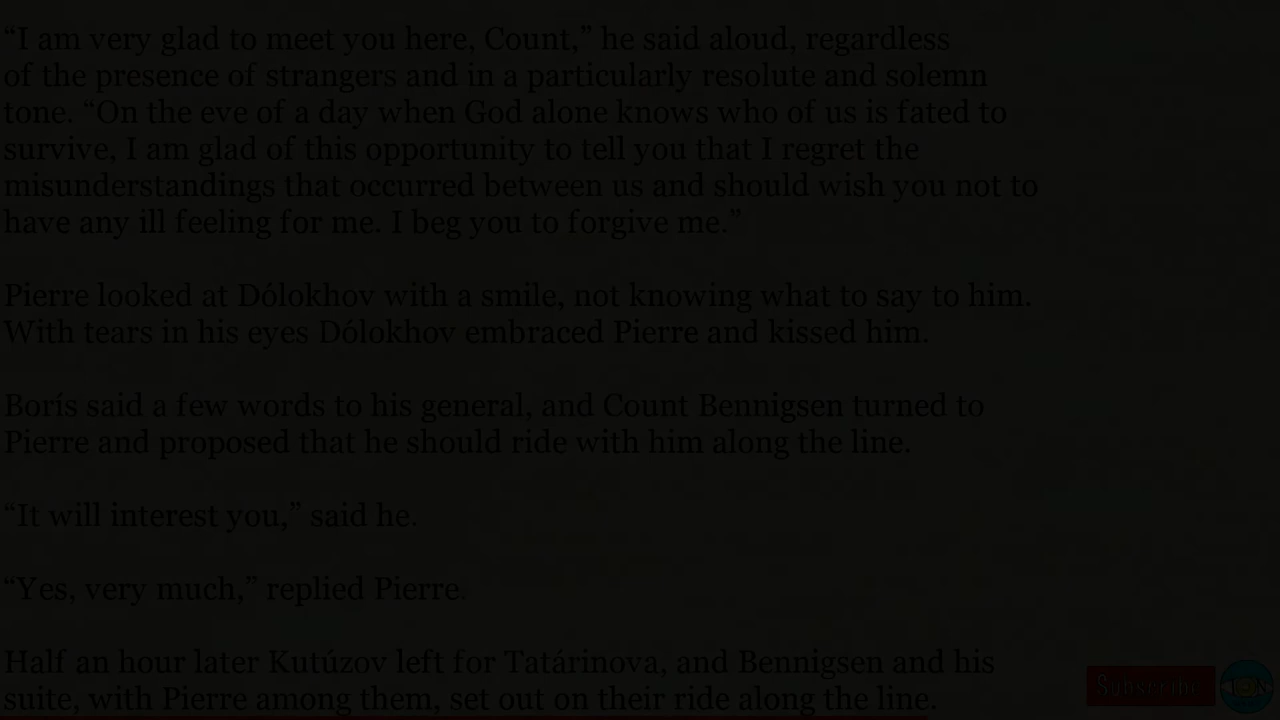 “I am very glad to meet you here, Count,” he said aloud, regardless
of the presence of strangers and in a particularly resolute and solemn
tone. “On the eve of a day when God alone knows who of us is fated to
survive, I am glad of this opportunity to tell you that I regret the
misunderstandings that occurred between us and should wish you not to
have any ill feeling for me. I beg you to forgive me.”
Pierre looked at Dólokhov with a smile, not knowing what to say to him.
With tears in his eyes Dólokhov embraced Pierre and kissed him.
Borís said a few words to his general, and Count Bennigsen turned to
Pierre and proposed that he should ride with him along the line.
“It will interest you,” said he.
“Yes, very much,” replied Pierre.
Half an hour later Kutúzov left for Tatárinova, and Bennigsen and his
suite, with Pierre among them, set out on their ride along the line.
Subscribe